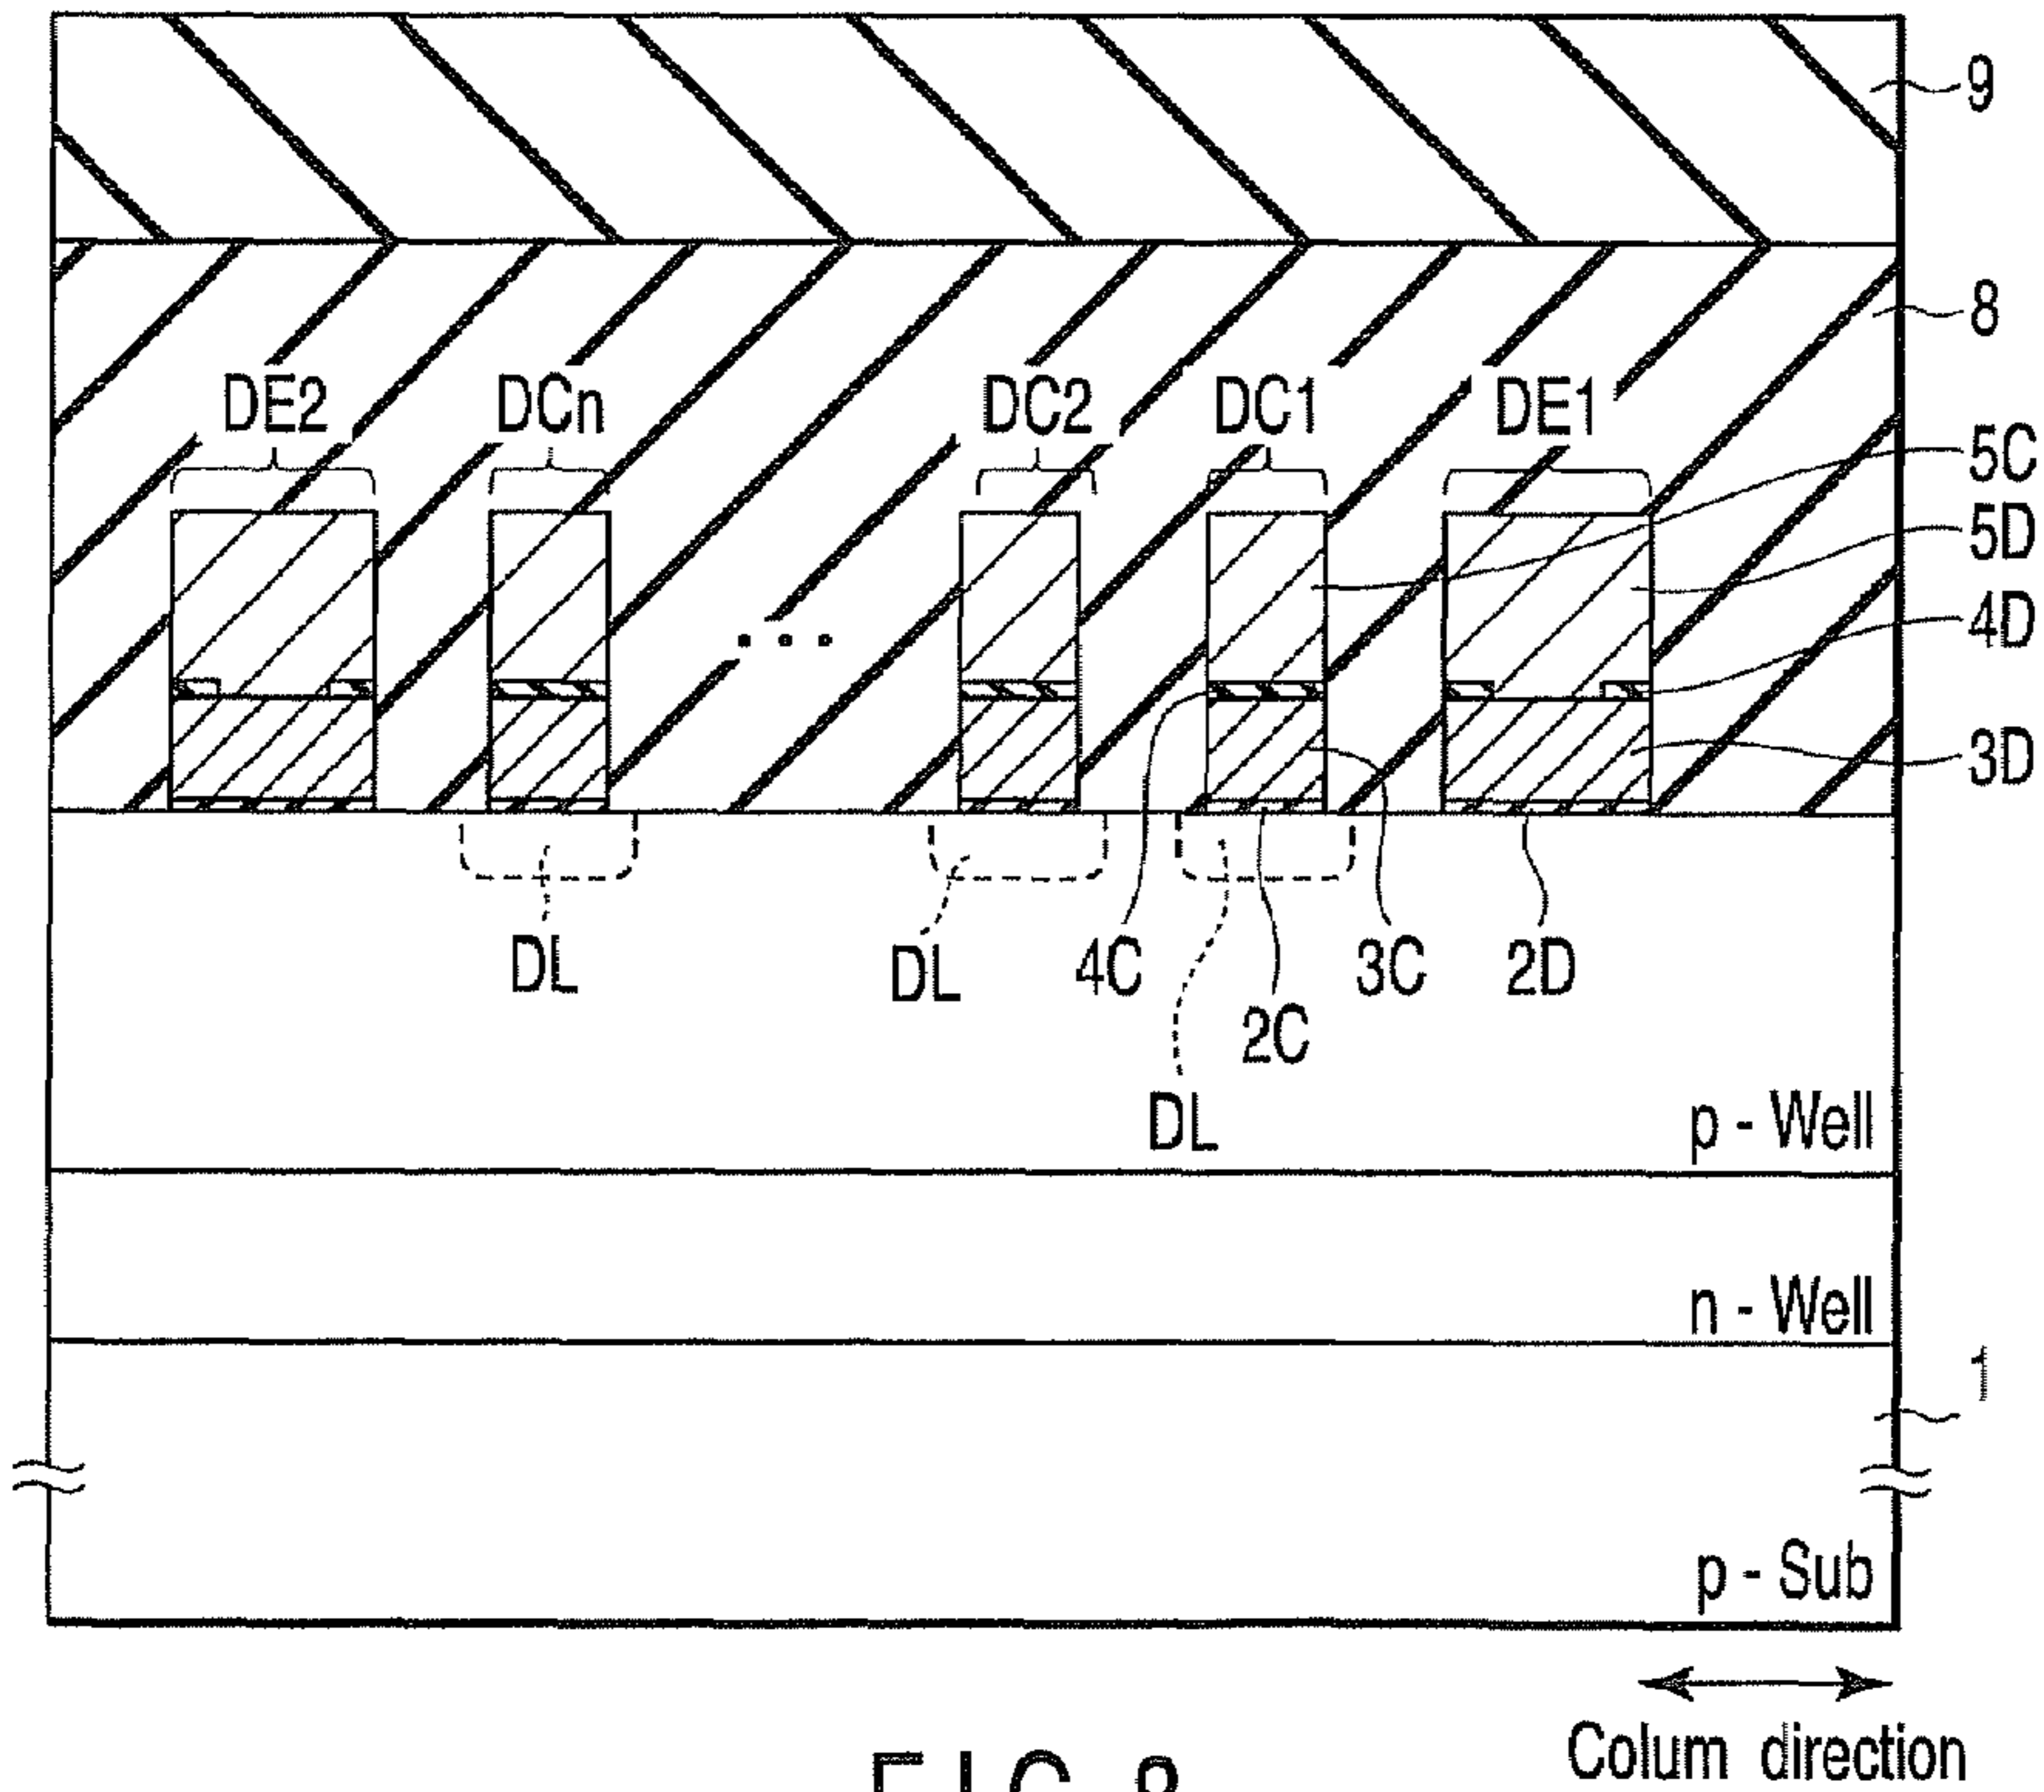 9
8
DE2 DCn DC2 DC1 DE1
5C
5D
...
4D
3D
DL DL 4C 3C 2D
2C
DL
p - Well
n - Well
1
p - Sub
Colum direction